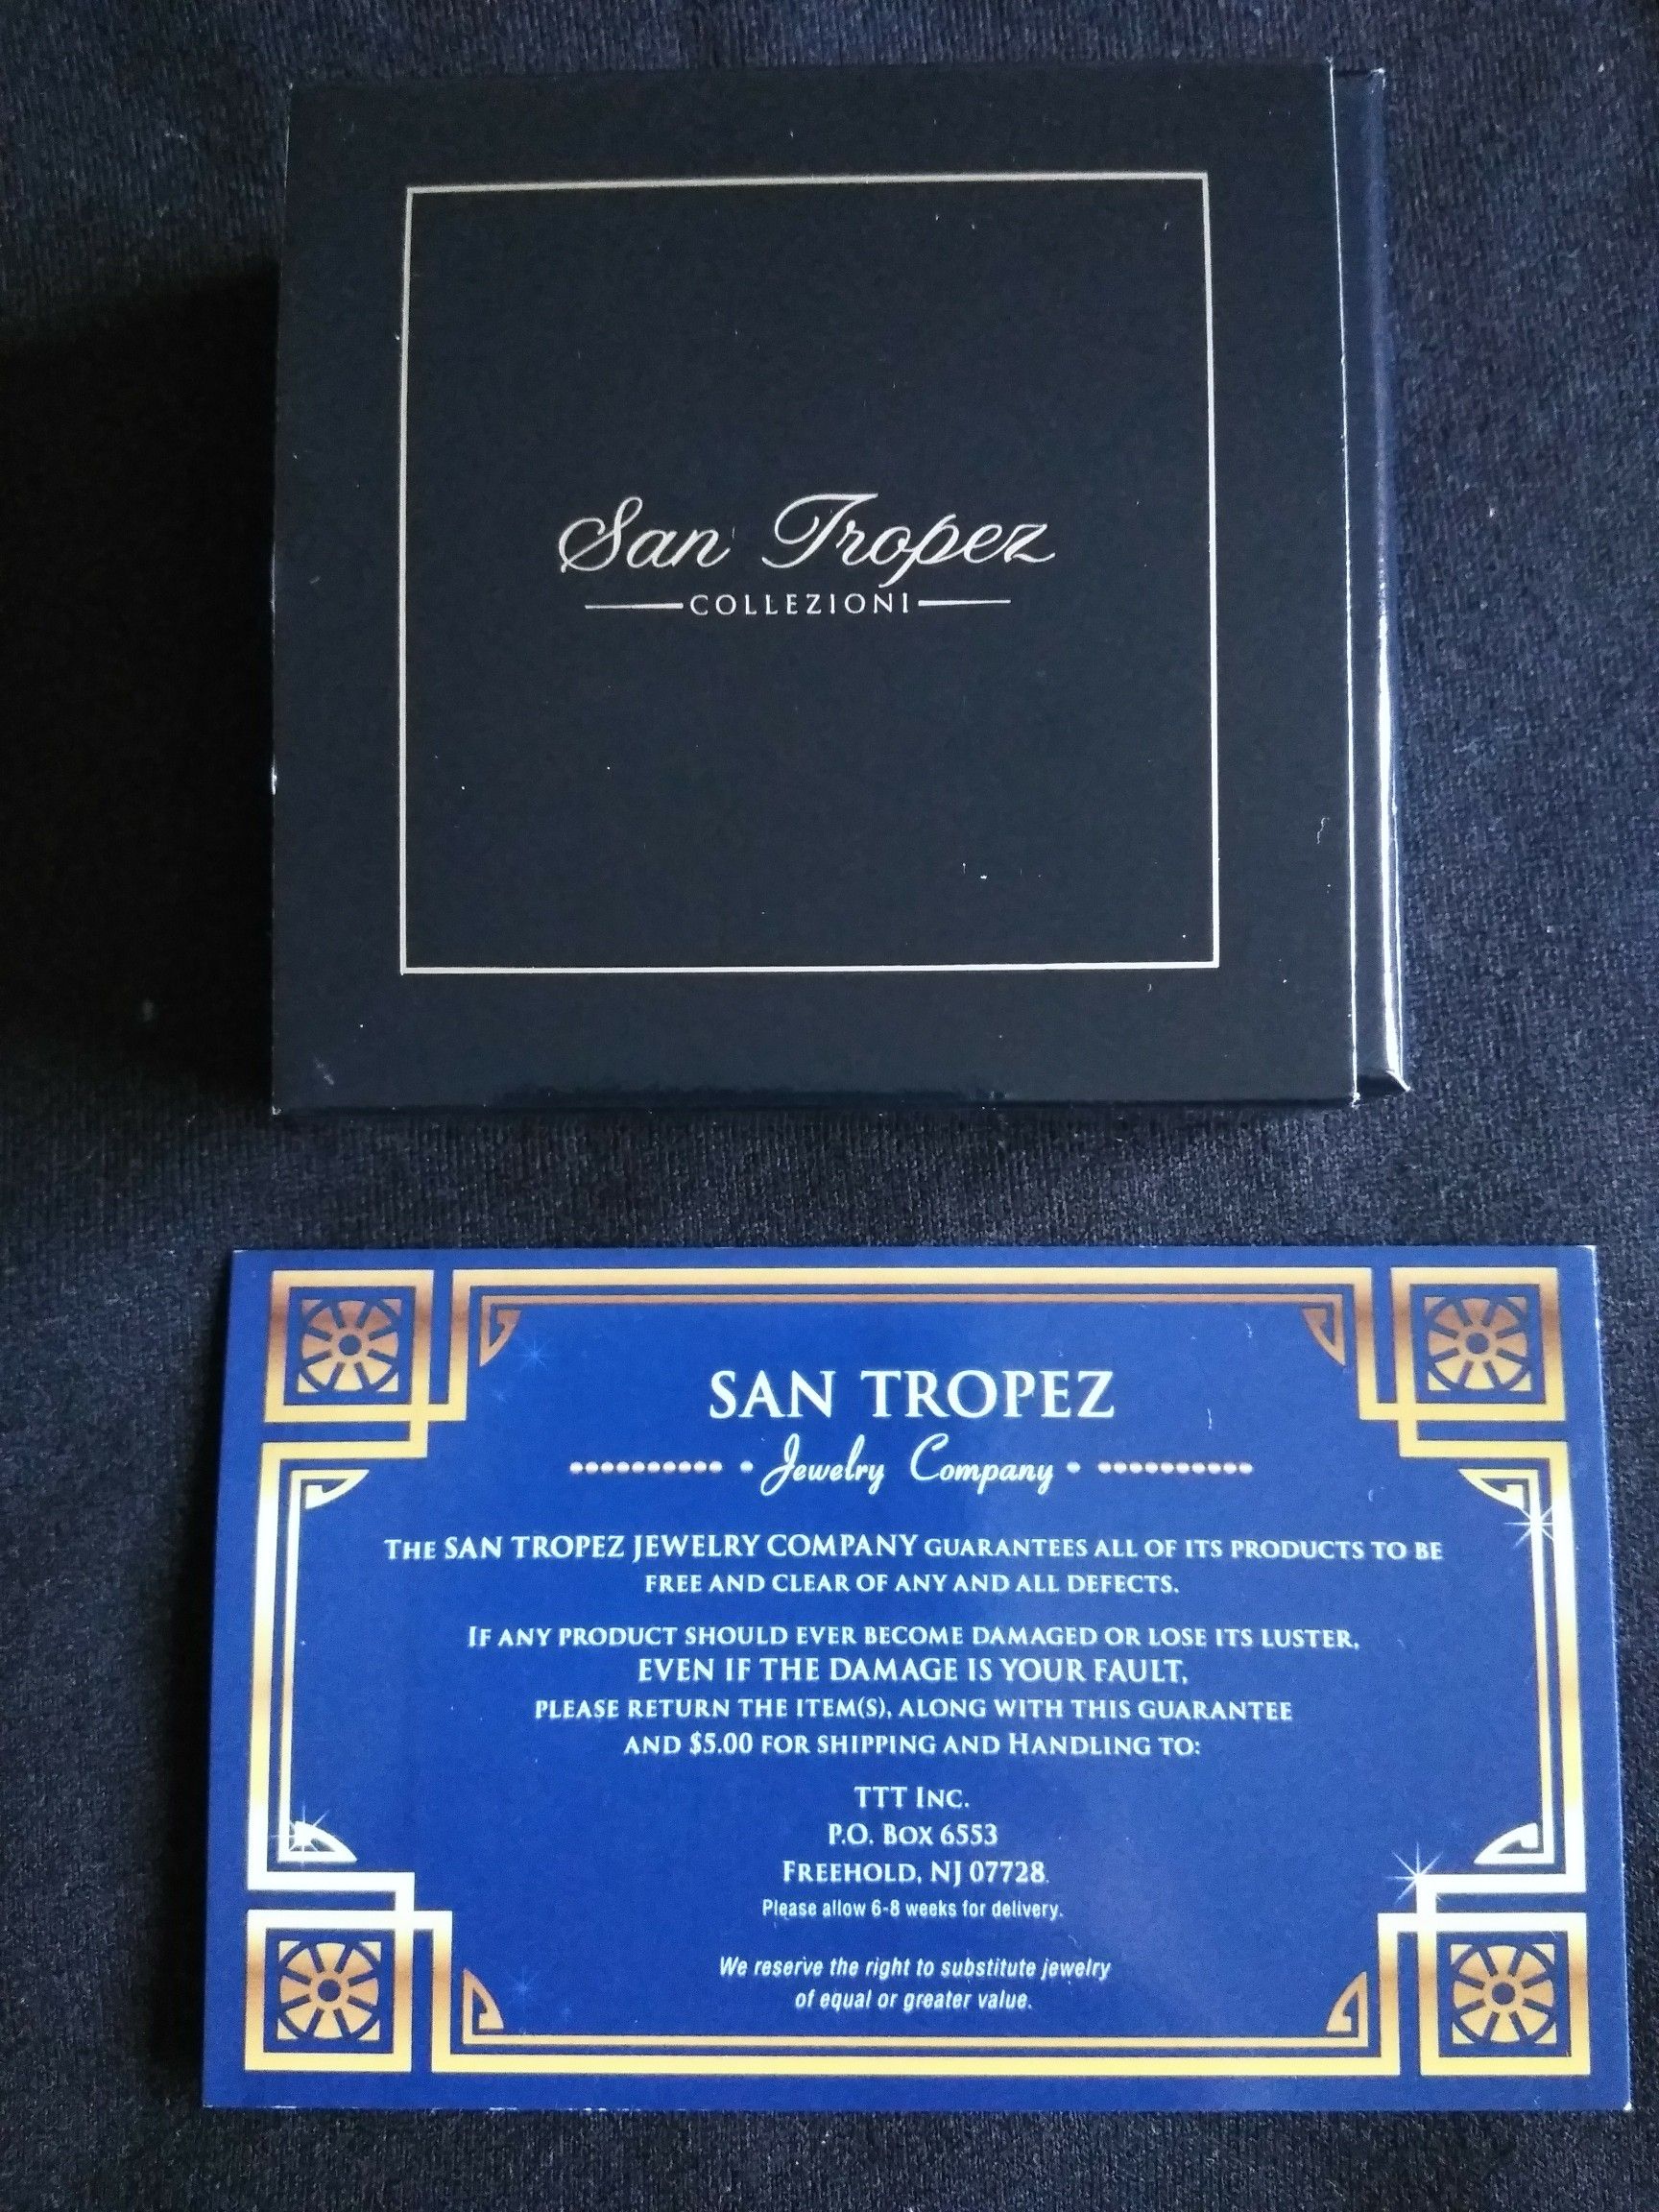 San Tropez
COLLEZIONI
SAN TROPEZ
Jewelry Company
THE SAN TROPEZ JEWELRY COMPANY GUARANTEES ALL OF ITS PRODUCTS TO BE
FREE AND CLEAR OF ANY AND ALL DEFECTS.
IF ANY PRODUCT SHOULD EVER BECOME DAMAGED OR LOSE ITS LUSTER,
EVEN IF THE DAMAGE IS YOUR FAULT,
PLEASE RETURN THE ITEM(S), ALONG WITH THIS GUARANTEE
AND $5.00 FOR SHIPPING AND HANDLING TO:
TTT INC.
P.O. BOX 6553
FREEHOLD, NJ 07728.
Please allow 6-8 weeks for delivery.
We reserve the right to substitute jewelry
of equal or greater value.